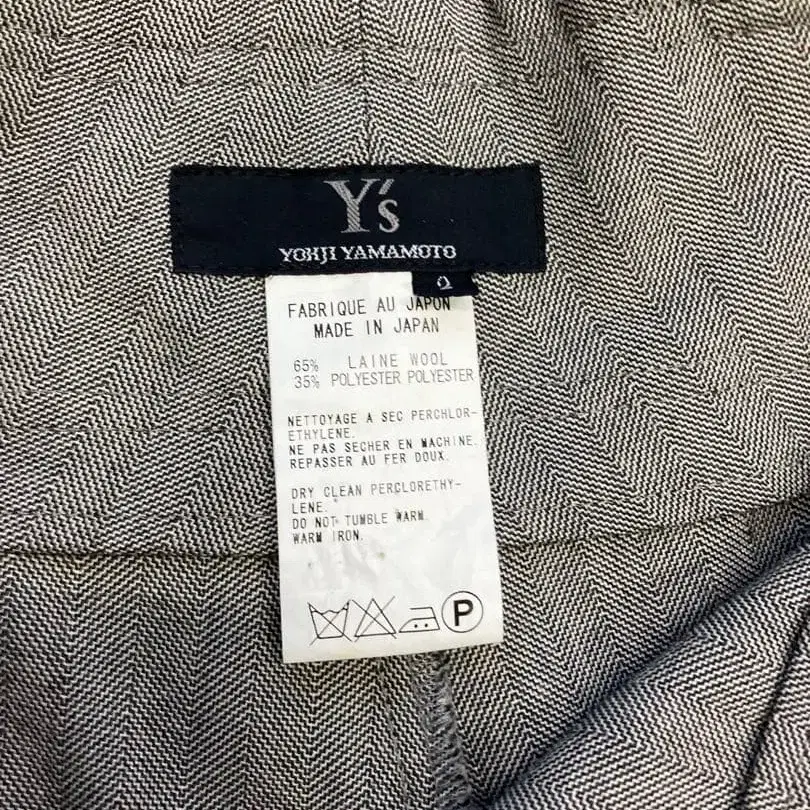 Y's
YOHJI YAMAMOTO
FABRIQUE AU JAPON
MADE IN JAPAN
65% LAINE WOOL
35% POLYESTER POLYESTER
NETTOYAGE A SEC PERCHLOR-
ETHYLENE.
NE PAS SECHER EN MACHINE.
REPASSER AU FER DOUX.
DRY CLEAN PERCLORETHY-
LENE.
DO NOT TUMBLE WARM.
WARM IRON.
P